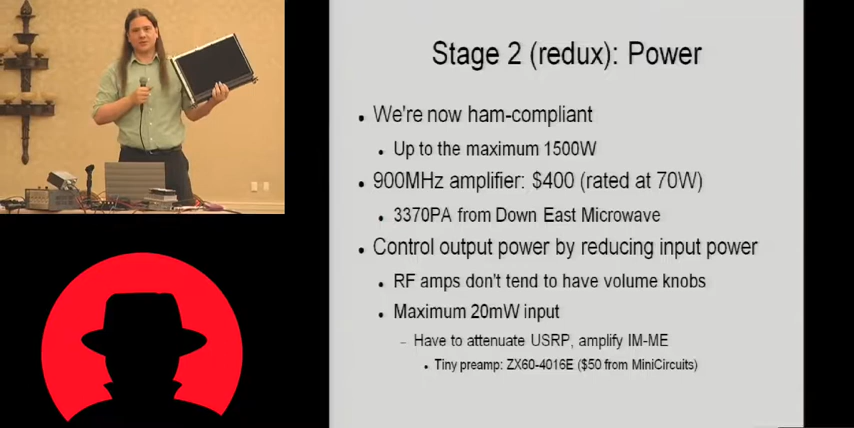 Stage 2 (redux): Power
We're now ham-compliant
Up to the maximum 1500W
900MHz amplifier: $400 (rated at 70W)
3370PA from Down East Microwave
Control output power by reducing input power
RF amps don't tend to have volume knobs
Maximum 20mW input
Have to attenuate USRP, amplify IM-ME
Tiny preamp: ZX60-4016E ($50 from MiniCircuits)